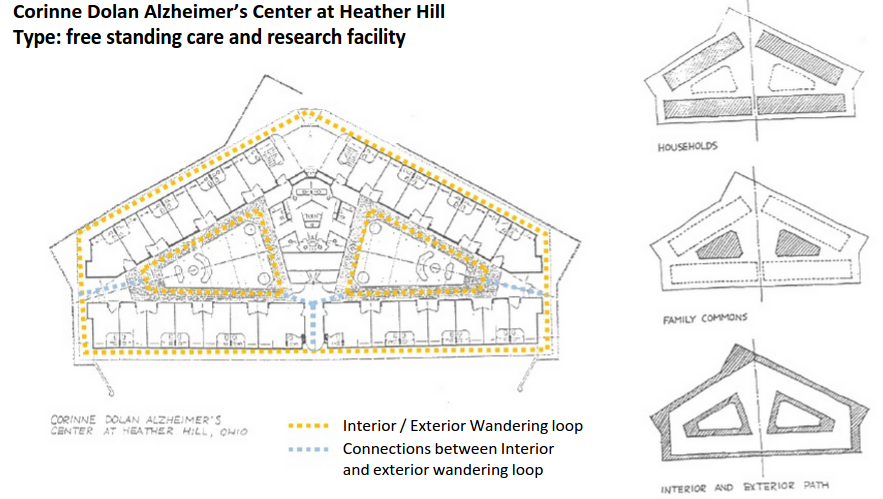 Corinne Dolan Alzheimer’s Center at Heather Hill
Type: free standing care and research facility
HOUSEHOLDS
FAMILY COMMONS
CORINNE DOLAN ALZHEIMER'S
CENTER AT HEATHER HILL, OHIO
Interior / Exterior Wandering loop
Connections between Interior
and exterior wandering loop
INTERIOR AND EXTERIOR PATH